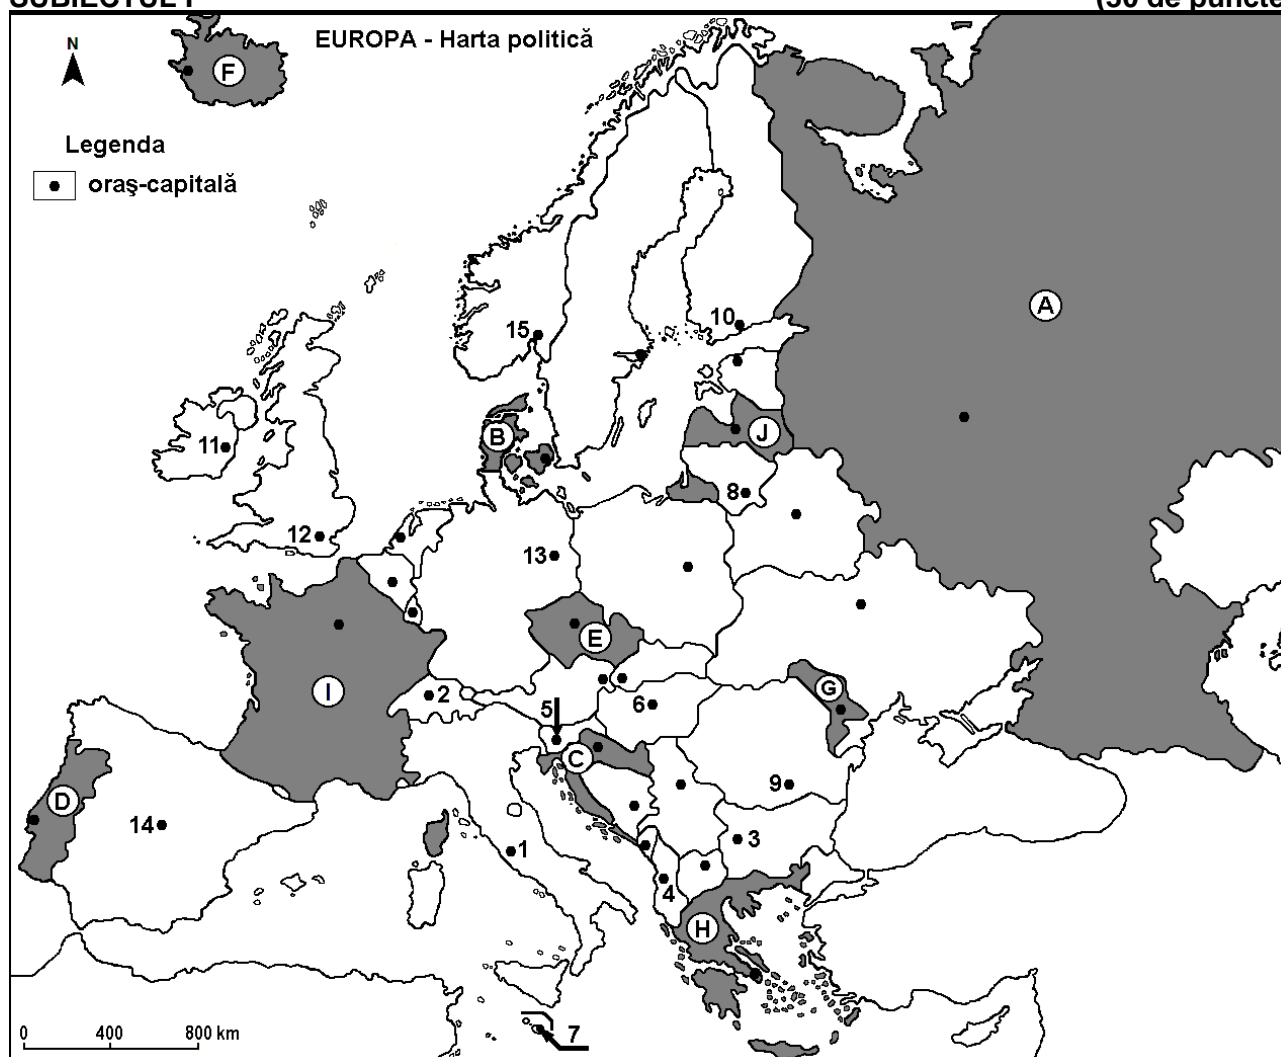 SUBIECTUL I (30 de puncte
EUROPA - Harta politică
N
F
Legenda
oraş-capitală
A
10
15
B
J
11
8
12
13
E
I
G
2
6
5
C
D
9
14
3
1
4
H
0 400 800 km
7